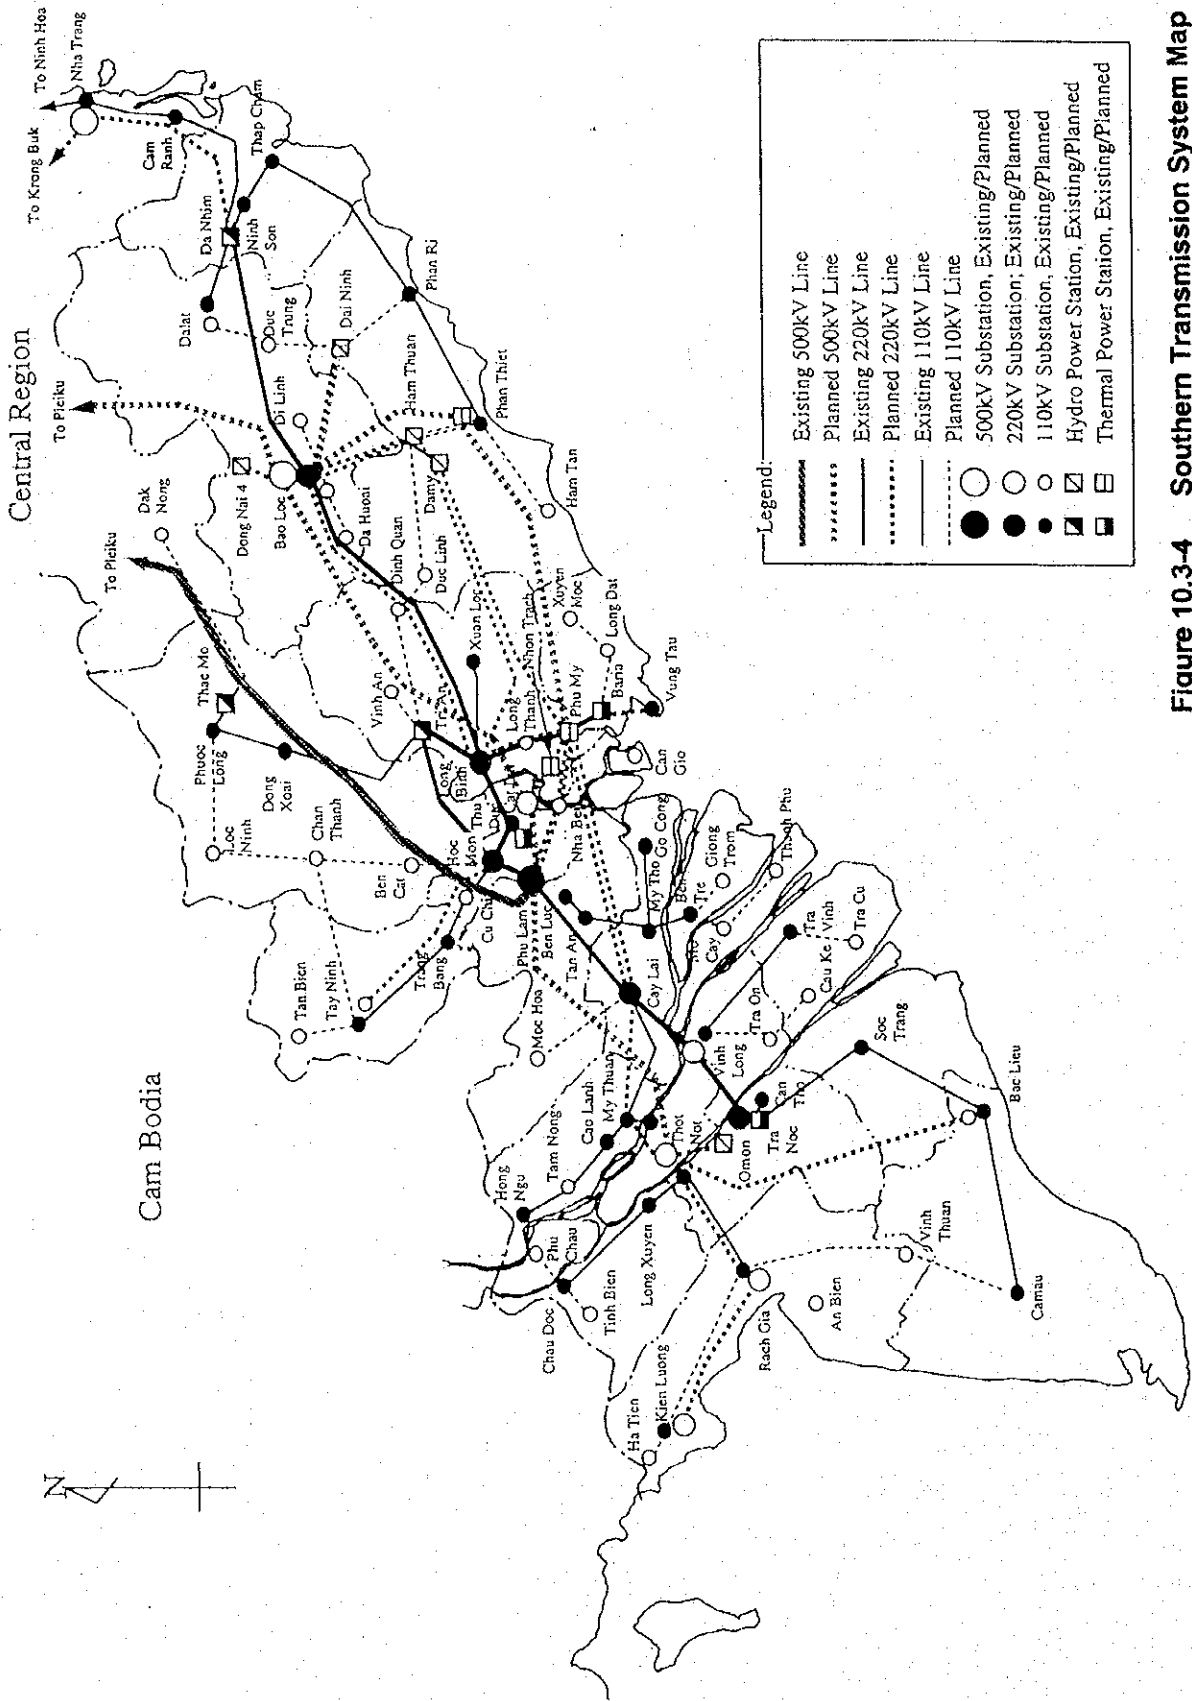 Central Region
Cam Bodia
N
To Ninh Hoa
Nha Trang
To Krong Buk
Cam
Ranh
Thap Cham
Da Nhim
Ninh
Son
To Pleiku
Dalat
Duc
Trung
Dai Ninh
Phan Ri
Di Linh
Ham Thuan
Phan Thiet
Dak
Nong
Dong Nai 4
Bao Loc
Da Huoai
Damy
Ham Tan
To Pleiku
Dinh Quan
Duc Linh
Xuan Loc
Xuyen
Moc
Long Dat
Thac Mo
Phuoc
Long
Vinh An
Tri An
Long
Thanh
Nhon Trach
Phu My
Baria
Vung Tau
Dong
Xoai
Long
Binh
Can
Gio
Loc
Ninh
Chan
Thanh
Thu
Duc
Cat Lai
Nha Be
Ben
Cat
Hoc
Mon
Cu Chi
Phu Lam
Ben Luc
Tan An
My Tho
Go Cong
Ben
Tre
Giong
Trom
Thanh Phu
Mo
Cay
Tan Bien
Tay Ninh
Trang
Bang
Moc Hoa
Cay Lai
Tra On
Cau Ke
Tra
Vinh
Tra Cu
Vinh
Long
Soc
Trang
Cao Lanh
My Thuan
Can
Tho
Tra
Noc
Bac Lieu
Hong
Ngu
Tam Nong
Thot
Not
Omon
Phu
Chau
Long Xuyen
Vinh
Thuan
Chau Doc
Tinh Bien
Rach Gia
An Bien
Camau
Ha Tien
Kien Luong
Legend:
Existing 500kV Line
Planned 500kV Line
Existing 220kV Line
Planned 220kV Line
Existing 110kV Line
Planned 110kV Line
500kV Substation, Existing/Planned
220kV Substation; Existing/Planned
110kV Substation, Existing/Planned
Hydro Power Station, Existing/Planned
Thermal Power Station, Existing/Planned
Figure 10.3-4 Southern Transmission System Map